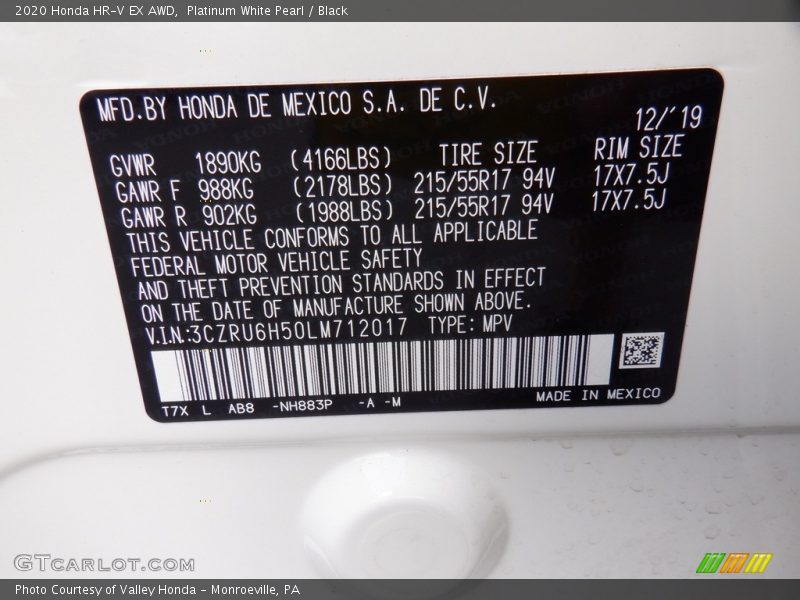 2020 Honda HR-V EX AWD,  Platinum White Pearl / Black
MFD.BY HONDA DE MEXICO S.A. DE C.V.
12/'19
GVWR 1890KG (4166LBS) TIRE SIZE RIM SIZE
GAWR F 988KG (2178LBS) 215/55R17 94V 17X7.5J
GAWR R 902KG (1988LBS) 215/55R17 94V 17X7.5J
THIS VEHICLE CONFORMS TO ALL APPLICABLE
FEDERAL MOTOR VEHICLE SAFETY
AND THEFT PREVENTION STANDARDS IN EFFECT
ON THE DATE OF MANUFACTURE SHOWN ABOVE.
V.I.N.:3CZRU6H50LM712017 TYPE: MPV
T7X L AB8 -NH883P -A -M MADE IN MEXICO
GTcarlot.com
Photo Courtesy of Valley Honda - Monroeville, PA